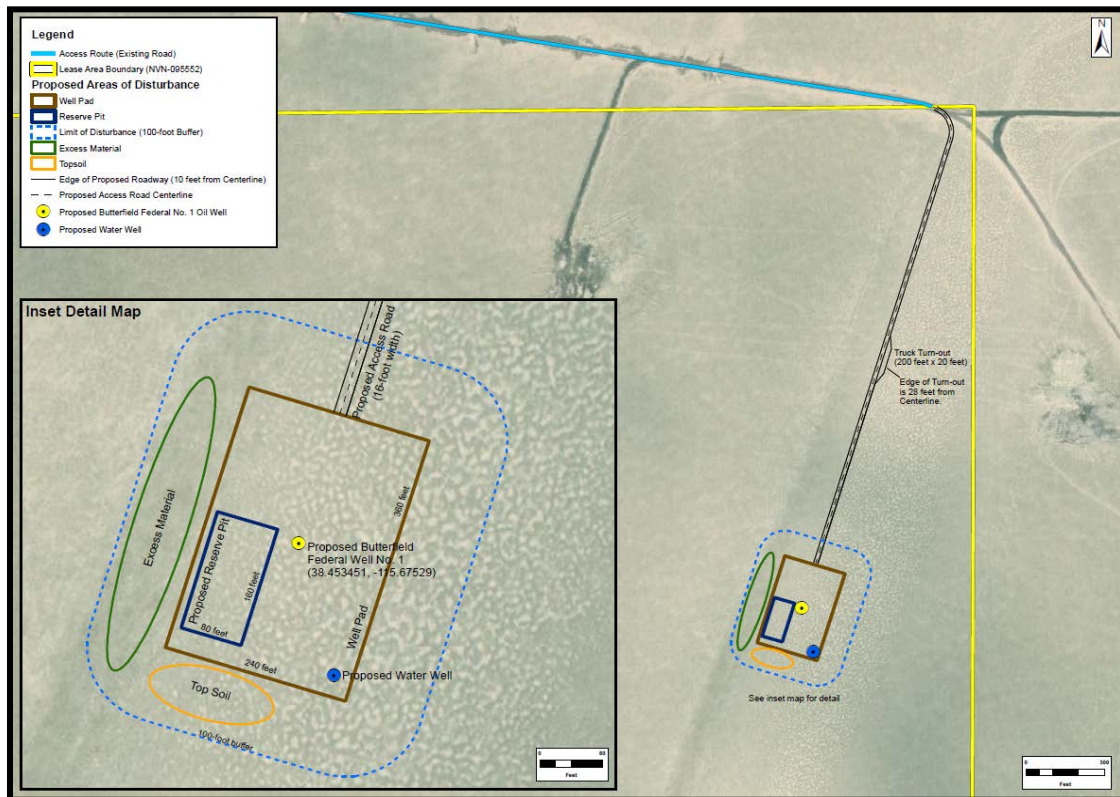 Legend
Access Route (Existing Road)
Lease Area Boundary (NVN-095552)
Proposed Areas of Disturbance
Well Pad
Reserve Pit
Limit of Disturbance (100-foot Buffer)
Excess Material
Topsoil
Edge of Proposed Roadway (10 feet from Centerline)
Proposed Access Road Centerline
Proposed Butterfield Federal No. 1 Oil Well
Proposed Water Well
N
Truck Turn-out
(200 feet x 20 feet)
Edge of Turn-out
is 28 feet from
Centerline.
See inset map for detail
0 300
Feet
Inset Detail Map
Proposed Access Road
(16-foot width)
360 feet
Excess Material
Proposed Reserve Pit
160 feet
80 feet
Proposed Butterfield
Federal Well No. 1
(38.453451, -115.67529)
Well Pad
240 feet
Proposed Water Well
Top Soil
100-foot buffer
0 80
Feet